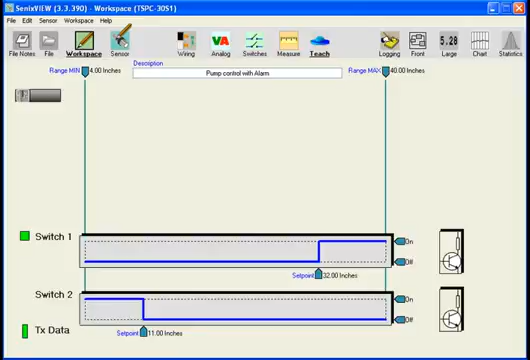 SenixVIEW (3.3.390) - Workspace (TSPC-30S1)
File Edit Sensor Workspace Help
File Notes File Workspace Sensor Wiring Analog Switches Measure Teach Logging Front Large Chart Statistics
VA
5.28
Description
Range MIN 4.00 Inches Pump control with Alarm Range MAX 40.00 Inches
Switch 1
On
Off
Setpoint 32.00 Inches
Switch 2
On
Off
Tx Data
Setpoint 11.00 Inches